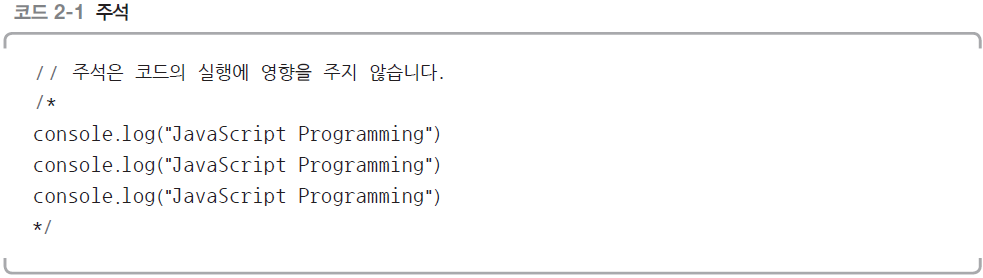 코드 2-1 주석
// 주석은 코드의 실행에 영향을 주지 않습니다.
/*
console.log("JavaScript Programming")
console.log("JavaScript Programming")
console.log("JavaScript Programming")
*/